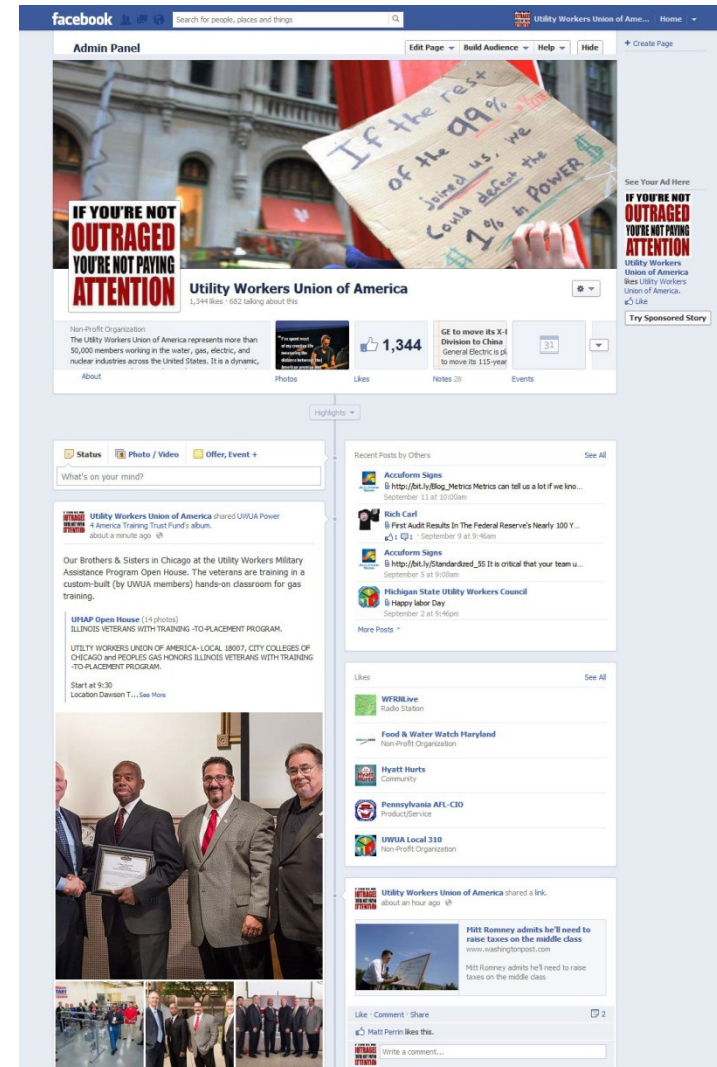 facebook
Search for people, places and things
Utility Workers Union of Ame...
Home
Admin Panel
Edit Page
Build Audience
Help
Hide
+ Create Page
If the rest
of the 99%
joined us, we
Could defeat the
1% in POWER
IF YOU'RE NOT
OUTRAGED
YOU'RE NOT PAYING
ATTENTION
Utility Workers Union of America
1,344 likes · 682 talking about this
See Your Ad Here
IF YOU'RE NOT
OUTRAGED
YOU'RE NOT PAYING
ATTENTION
Utility Workers
Union of America
likes Utility Workers
Union of America.
Like
Try Sponsored Story
Non-Profit Organization
The Utility Workers Union of America represents more than
50,000 members working in the water, gas, electric, and
nuclear industries across the United States. It is a dynamic,
About
Photos
1,344
Likes
GE to move its X-
Division to China
General Electric is pl
to move its 115-year
Notes 28
31
Events
Highlights
Status
Photo / Video
Offer, Event +
What's on your mind?
Utility Workers Union of America shared UWUA Power
4 America Training Trust Fund's album.
about a minute ago
Our Brothers & Sisters in Chicago at the Utility Workers Military
Assistance Program Open House. The veterans are training in a
custom-built (by UWUA members) hands-on classroom for gas
training.
UMAP Open House (14 photos)
ILLINOIS VETERANS WITH TRAINING -TO-PLACEMENT PROGRAM.
UTILTY WORKERS UNION OF AMERICA- LOCAL 18007, CITY COLLEGES OF
CHICAGO and PEOPLES GAS HONORS ILLINOIS VETERANS WITH TRAINING
-TO-PLACEMENT PROGRAM.
Start at 9:30
Location Dawson T... See More
Recent Posts by Others
See All
Accuform Signs
http://bit.ly/Blog_Metrics Metrics can tell us a lot if we kno...
September 11 at 10:00am
Rich Carl
First Audit Results In The Federal Reserve's Nearly 100 Y...
1 1 · September 9 at 9:46am
Accuform Signs
http://bit.ly/Standardized_5S It is critical that your team u...
September 5 at 9:08am
Michigan State Utility Workers Council
Happy labor Day
September 2 at 9:46pm
More Posts
Likes
See All
WFRNLive
Radio Station
Food & Water Watch Maryland
Non-Profit Organization
Hyatt Hurts
Community
Pennsylvania AFL-CIO
Product/Service
UWUA Local 310
Non-Profit Organization
Utility Workers Union of America shared a link.
about an hour ago
Mitt Romney admits he'll need to
raise taxes on the middle class
www.washingtonpost.com
Mitt Romney admits he'll need to raise
taxes on the middle class
Like · Comment · Share
2
Matt Perrin likes this.
Write a comment...